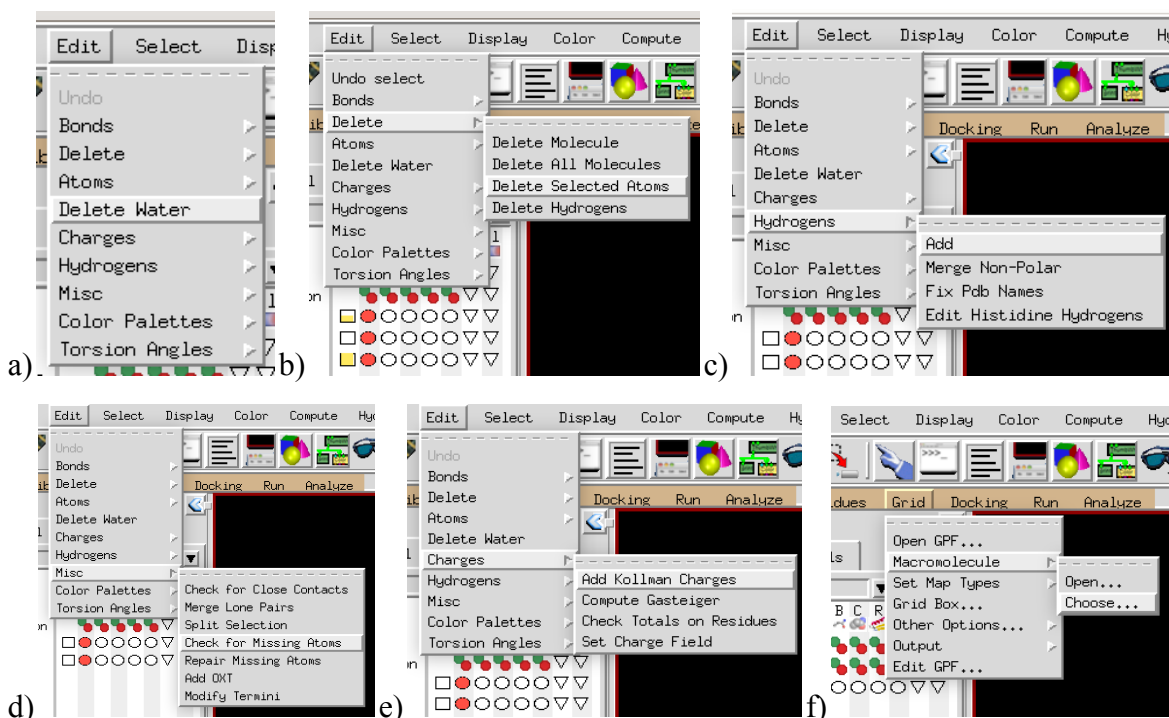 Edit Select Disp
Undo
Bonds
Delete
Atoms
Delete Water
Charges
Hydrogens
Misc
Color Palettes
Torsion Angles
a)
Edit Select Display Color Compute
Undo select
Bonds
Delete
Atoms
Delete Water
Charges
Hydrogens
Misc
Color Palettes
Torsion Angles
Delete Molecule
Delete All Molecules
Delete Selected Atoms
Delete Hydrogens
b)
Edit Select Display Color Compute Hy
Docking Run Analyze
Undo
Bonds
Delete
Atoms
Delete Water
Charges
Hydrogens
Misc
Color Palettes
Torsion Angles
Add
Merge Non-Polar
Fix Pdb Names
Edit Histidine Hydrogens
c)
Edit Select Display Color Compute Hyd
Docking Run Analyze
Undo
Bonds
Delete
Atoms
Delete Water
Charges
Hydrogens
Misc
Color Palettes
Torsion Angles
Check for Close Contacts
Merge Lone Pairs
Split Selection
Check for Missing Atoms
Repair Missing Atoms
Add OXT
Modify Termini
d)
Edit Select Display Color Compute H
Docking Run Analyze
Undo
Bonds
Delete
Atoms
Delete Water
Charges
Hydrogens
Misc
Color Palettes
Torsion Angles
Add Kollman Charges
Compute Gasteiger
Check Totals on Residues
Set Charge Field
e)
Select Display Color Compute Hyd
dues Grid Docking Run Analyze
Open GPF...
Macromolecule
Set Map Types
Grid Box...
Other Options...
Output
Edit GPF...
Open...
Choose...
ls
B C R
f)